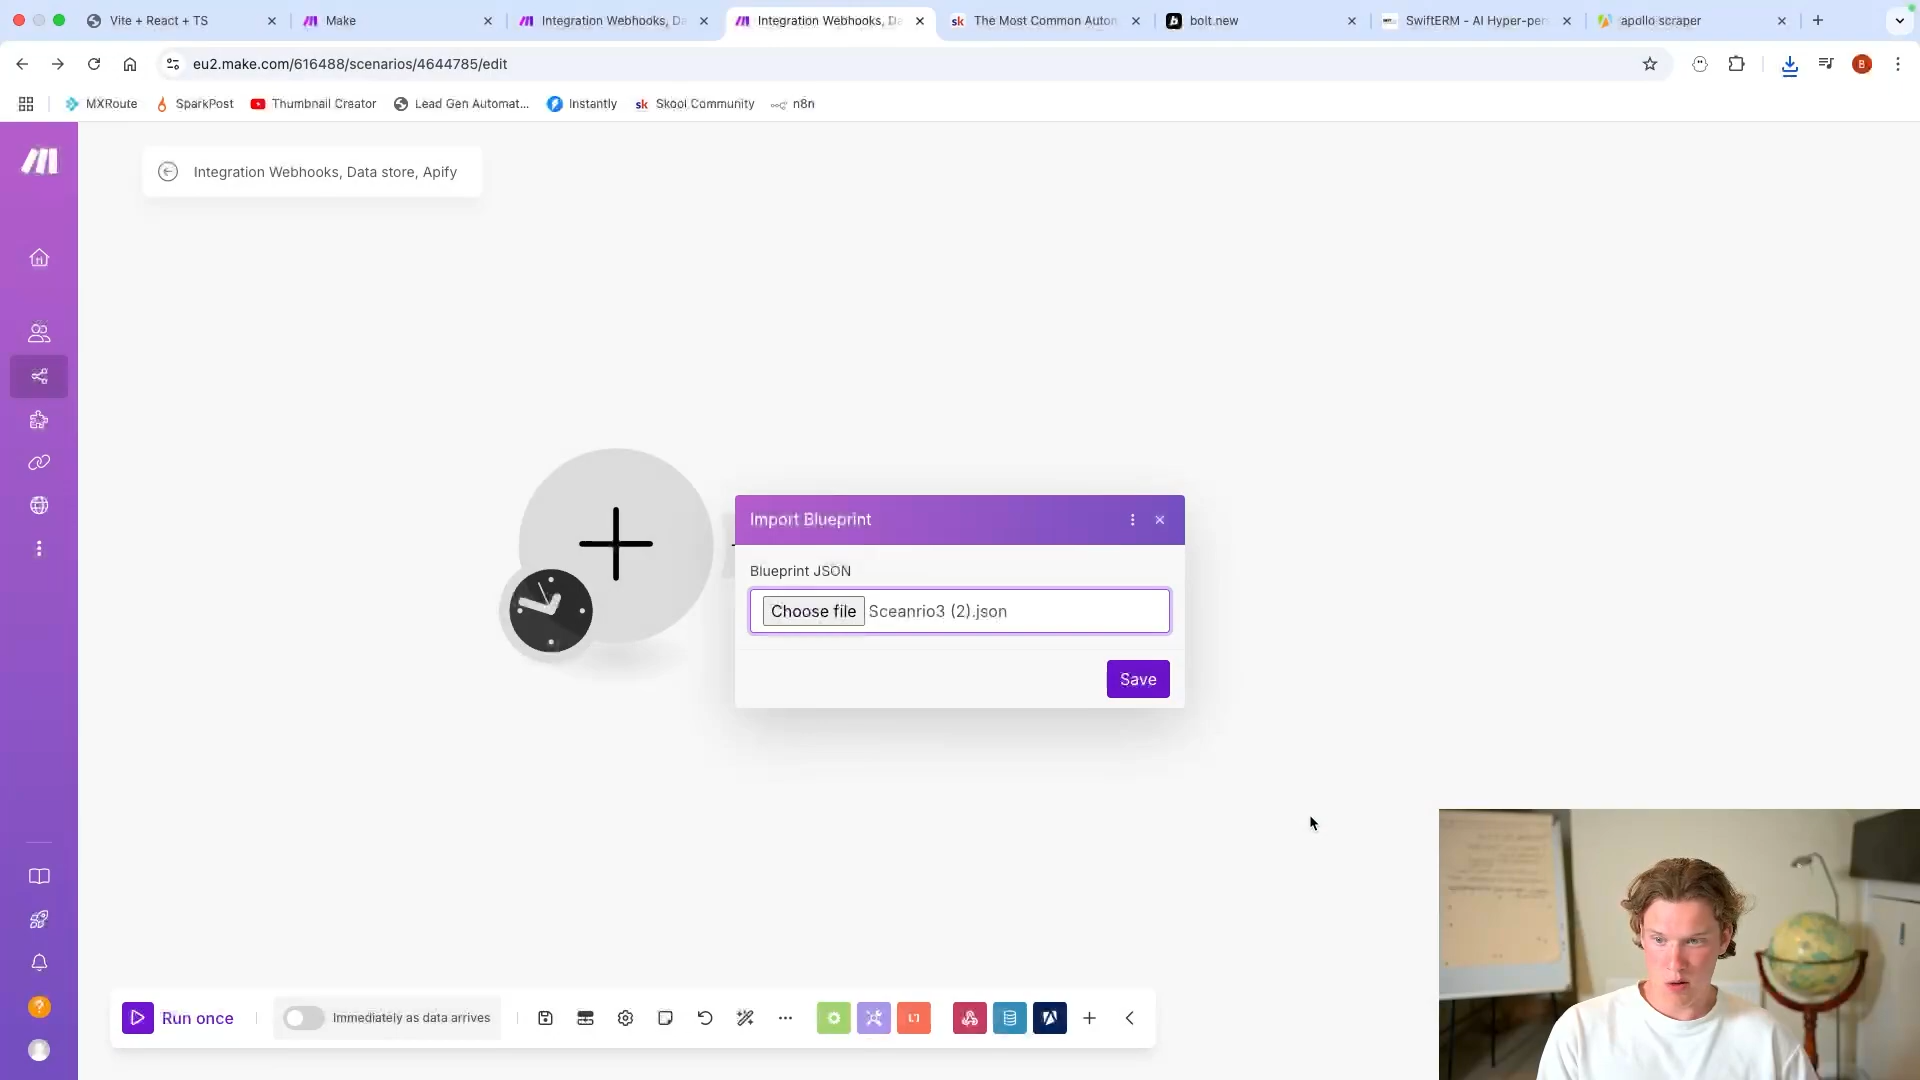 Vite + React + TS
Make
Integration Webhooks, Da
Integration Webhooks, Da
sk
The Most Common Auton
b
bolt.new
SwiftERM - AI Hyper-per
apollo scraper
eu2.make.com/616488/scenarios/4644785/edit
B
MXRoute
SparkPost
Thumbnail Creator
Lead Gen Automat...
Instantly
sk
Skool Community
n8n
Integration Webhooks, Data store, Apify
Import Blueprint
Blueprint JSON
Choose file
Sceanrio3 (2).json
Save
Run once
Immediately as data arrives
?